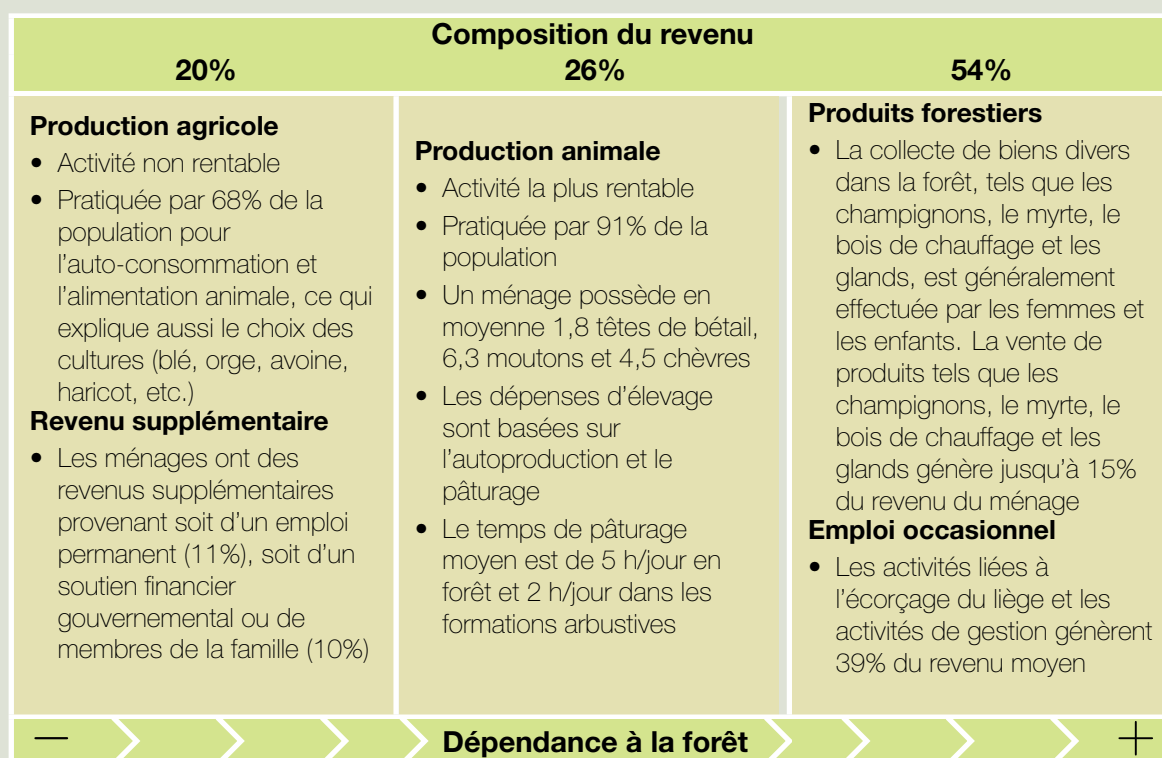 Composition du revenu
20% 26% 54%
Production agricole
• Activité non rentable
• Pratiquée par 68% de la
population pour
l'auto-consommation et
l'alimentation animale, ce qui
explique aussi le choix des
cultures (blé, orge, avoine,
haricot, etc.)
Revenu supplémentaire
• Les ménages ont des
revenus supplémentaires
provenant soit d'un emploi
permanent (11%), soit d'un
soutien financier
gouvernemental ou de
membres de la famille (10%)
Production animale
• Activité la plus rentable
• Pratiquée par 91% de la
population
• Un ménage possède en
moyenne 1,8 têtes de bétail,
6,3 moutons et 4,5 chèvres
• Les dépenses d'élevage
sont basées sur
l'autoproduction et le
pâturage
• Le temps de pâturage
moyen est de 5 h/jour en
forêt et 2 h/jour dans les
formations arbustives
Produits forestiers
• La collecte de biens divers
dans la forêt, tels que les
champignons, le myrte, le
bois de chauffage et les
glands, est généralement
effectuée par les femmes et
les enfants. La vente de
produits tels que les
champignons, le myrte, le
bois de chauffage et les
glands génère jusqu'à 15%
du revenu du ménage
Emploi occasionnel
• Les activités liées à
l'écorçage du liège et les
activités de gestion génèrent
39% du revenu moyen
— Dépendance à la forêt +